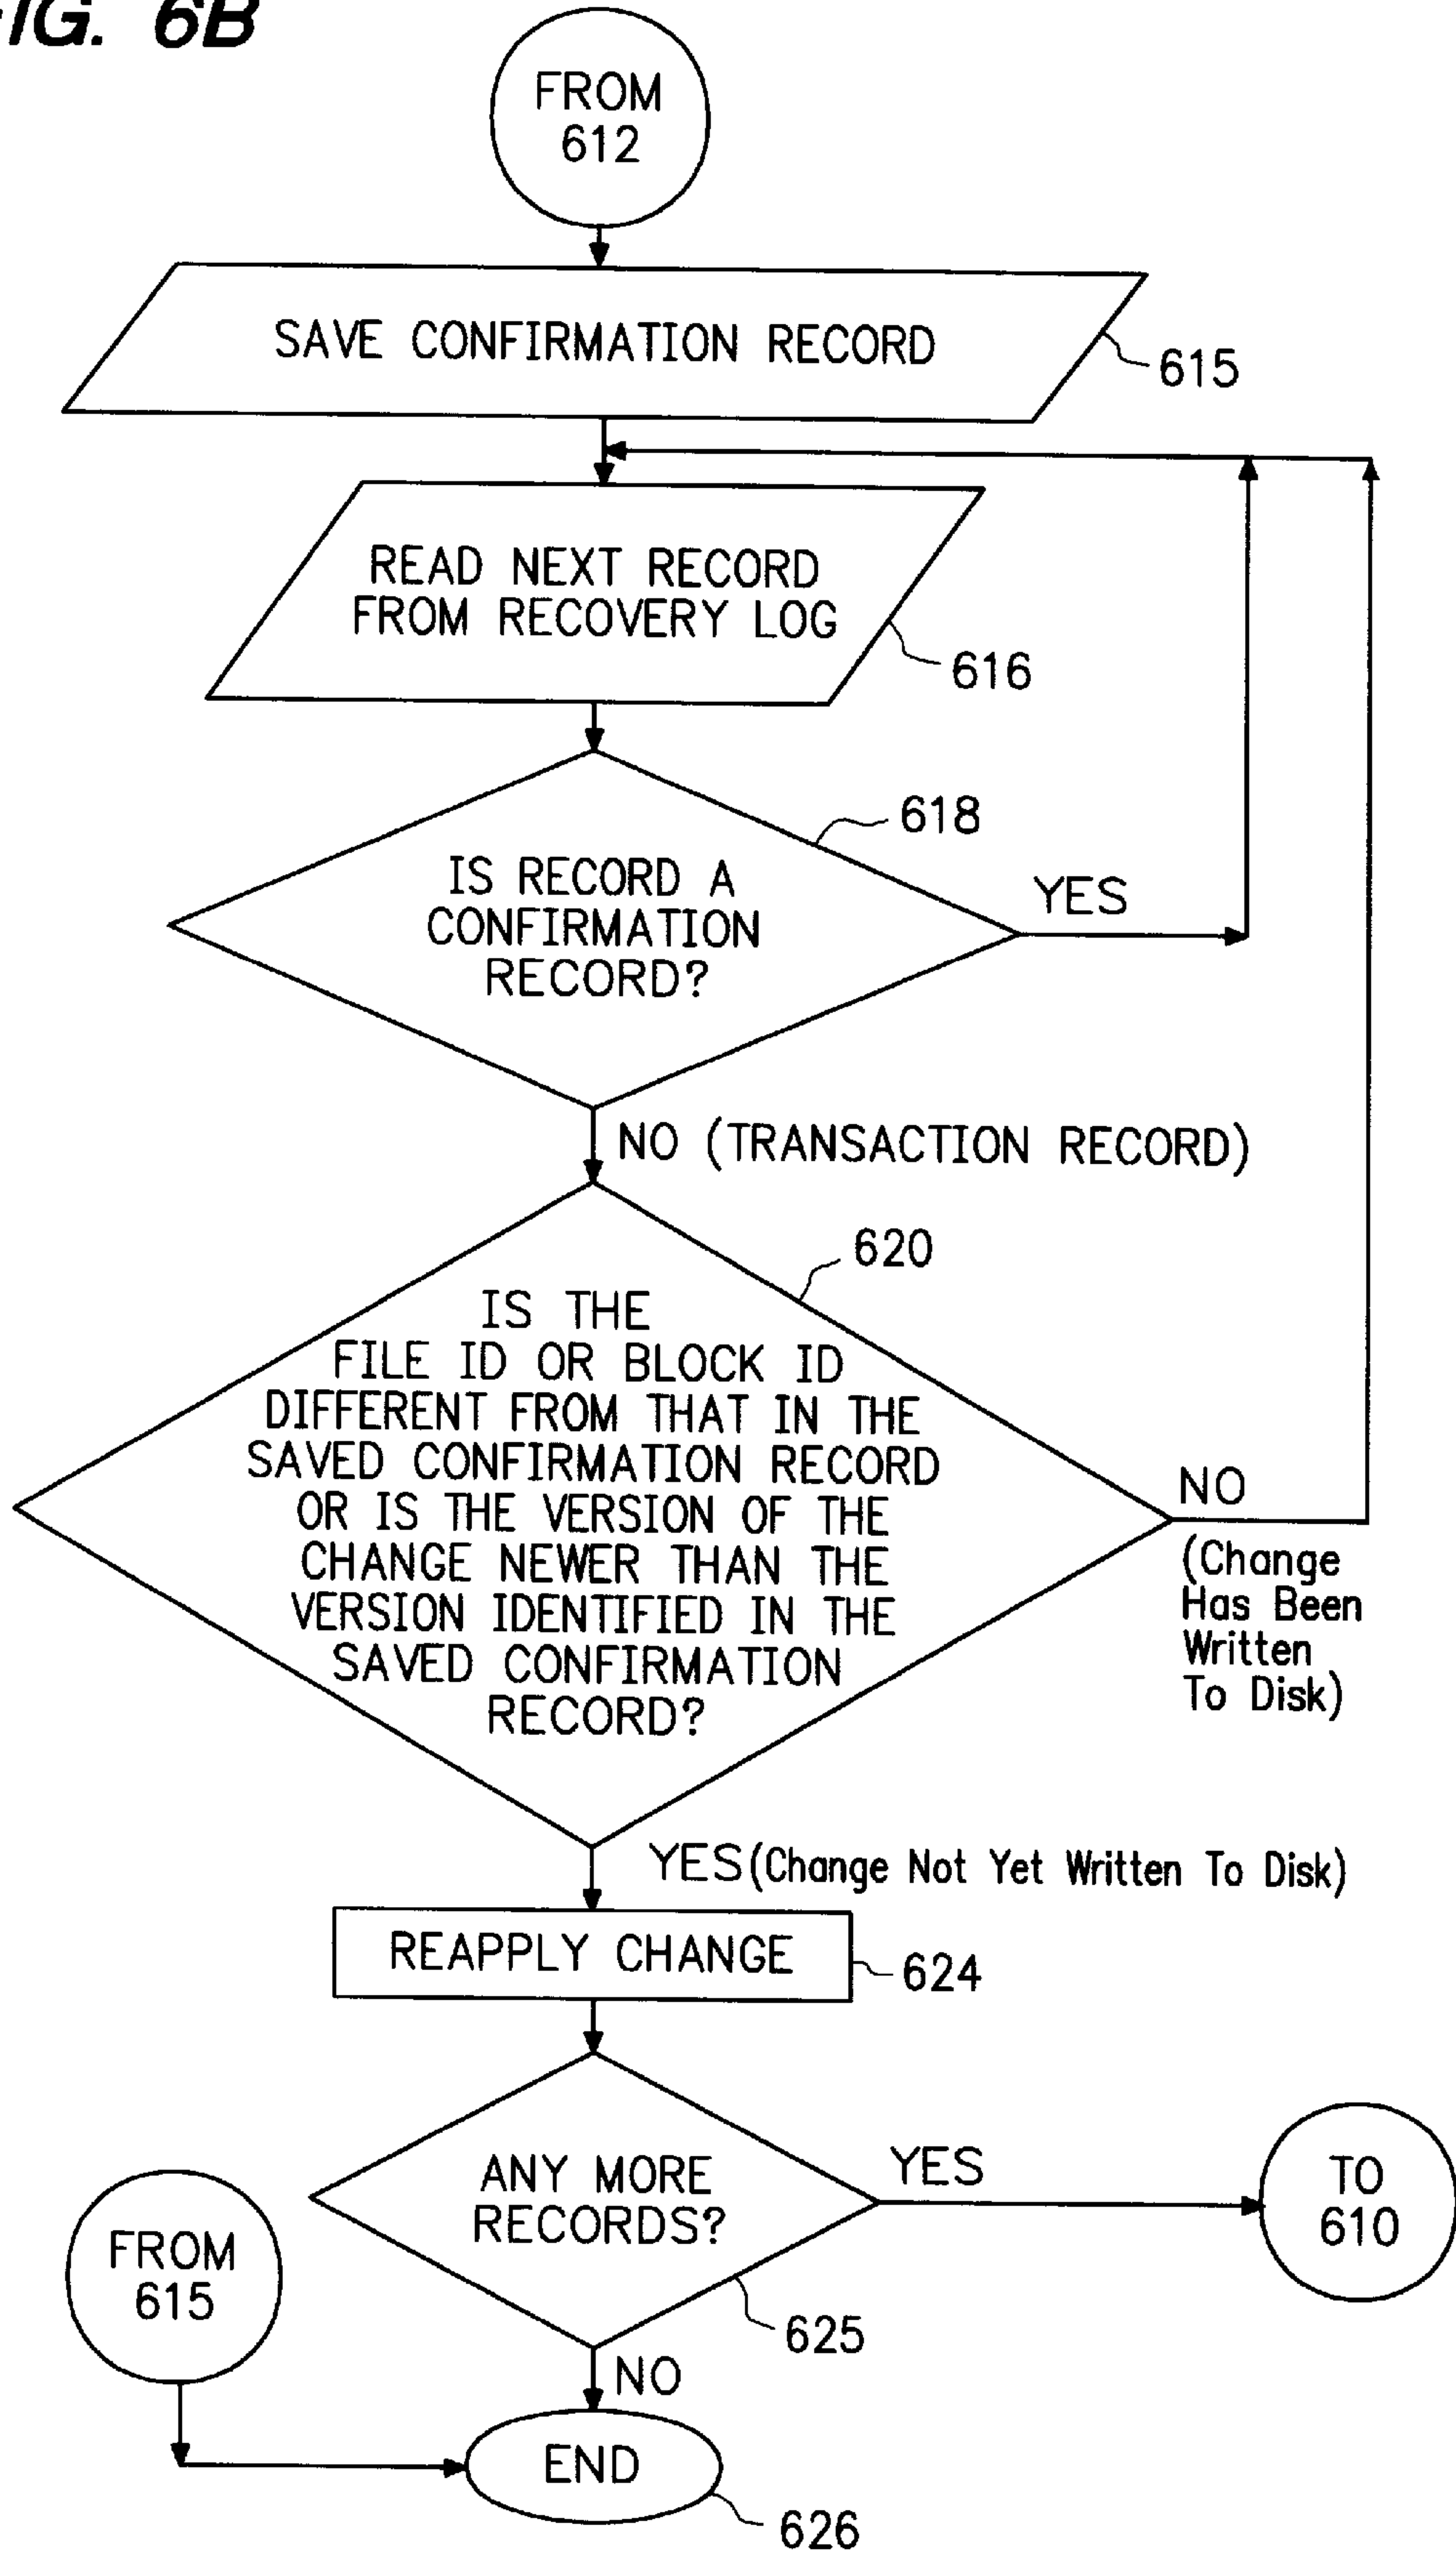 FIG. 6B
FROM
612
SAVE CONFIRMATION RECORD
615
READ NEXT RECORD
FROM RECOVERY LOG
616
618
IS RECORD A
CONFIRMATION
RECORD?
YES
NO (TRANSACTION RECORD)
620
IS THE
FILE ID OR BLOCK ID
DIFFERENT FROM THAT IN THE
SAVED CONFIRMATION RECORD
OR IS THE VERSION OF THE
CHANGE NEWER THAN THE
VERSION IDENTIFIED IN THE
SAVED CONFIRMATION
RECORD?
NO
(Change
Has Been
Written
To Disk)
YES(Change Not Yet Written To Disk)
REAPPLY CHANGE
624
ANY MORE
RECORDS?
YES
TO
610
625
FROM
615
NO
END
626